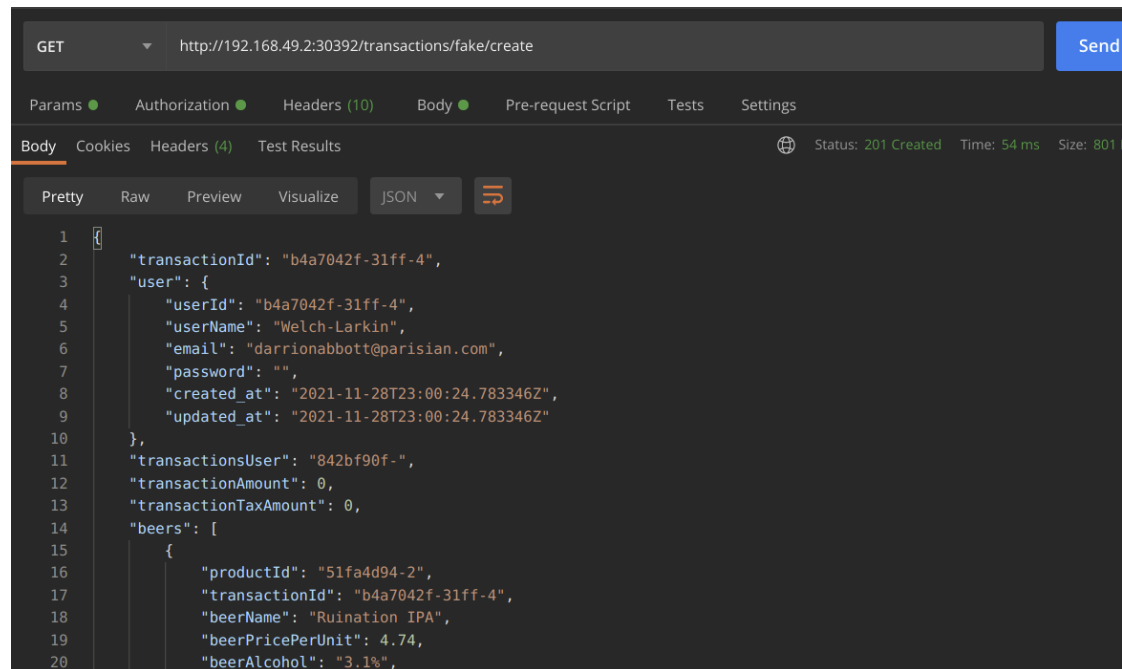 GET http://192.168.49.2:30392/transactions/fake/create Send
Params Authorization Headers (10) Body Pre-request Script Tests Settings
Body Cookies Headers (4) Test Results Status: 201 Created Time: 54 ms Size: 801
Pretty Raw Preview Visualize JSON
1 {
2 "transactionId": "b4a7042f-31ff-4",
3 "user": {
4 "userId": "b4a7042f-31ff-4",
5 "userName": "Welch-Larkin",
6 "email": "darrionabbott@parisian.com",
7 "password": "",
8 "created_at": "2021-11-28T23:00:24.783346Z",
9 "updated_at": "2021-11-28T23:00:24.783346Z"
10 },
11 "transactionsUser": "842bf90f-",
12 "transactionAmount": 0,
13 "transactionTaxAmount": 0,
14 "beers": [
15 {
16 "productId": "51fa4d94-2",
17 "transactionId": "b4a7042f-31ff-4",
18 "beerName": "Ruination IPA",
19 "beerPricePerUnit": 4.74,
20 "beerAlcohol": "3.1%",